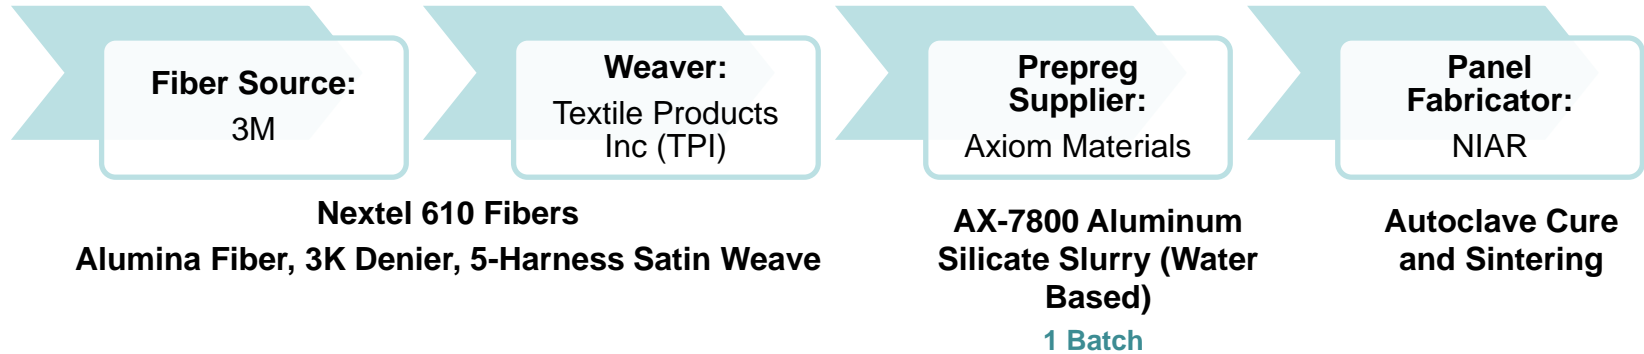 Fiber Source:
3M
Weaver:
Textile Products
Inc (TPI)
Prepreg
Supplier:
Axiom Materials
Panel
Fabricator:
NIAR
Nextel 610 Fibers
Alumina Fiber, 3K Denier, 5-Harness Satin Weave
AX-7800 Aluminum
Silicate Slurry (Water
Based)
1 Batch
Autoclave Cure
and Sintering